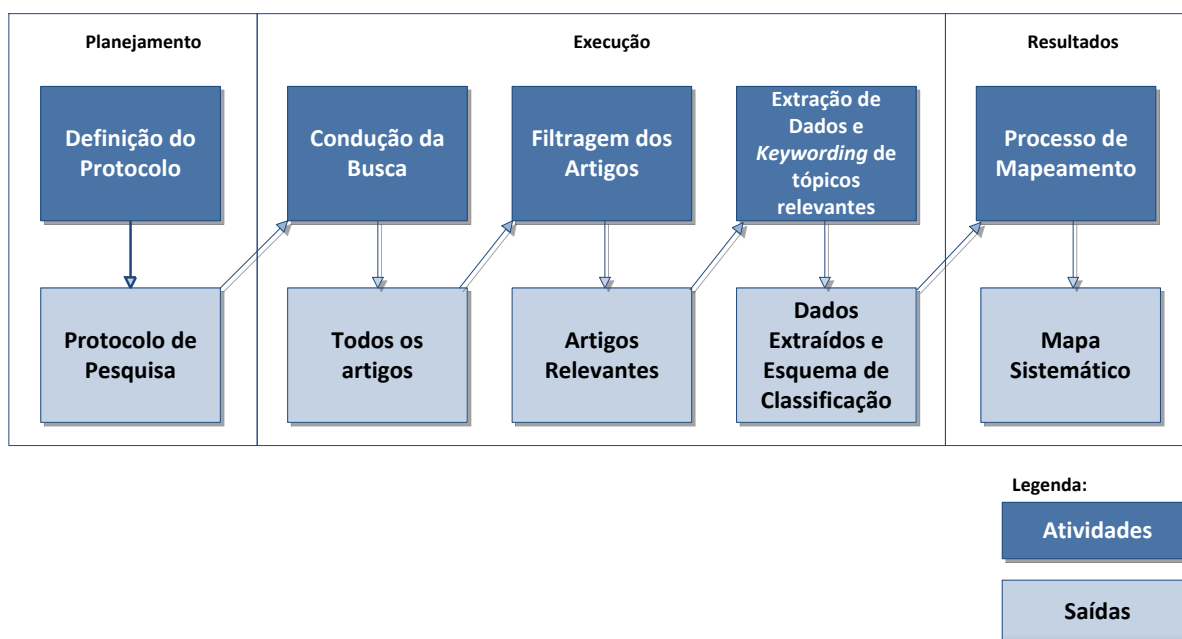 Planejamento
Execução
Resultados
Definição do
Protocolo
Condução da
Busca
Filtragem dos
Artigos
Extração de
Dados e
Keywording de
tópicos
relevantes
Processo de
Mapeamento
Protocolo de
Pesquisa
Todos os
artigos
Artigos
Relevantes
Dados
Extraídos e
Esquema de
Classificação
Mapa
Sistemático
Legenda:
Atividades
Saídas